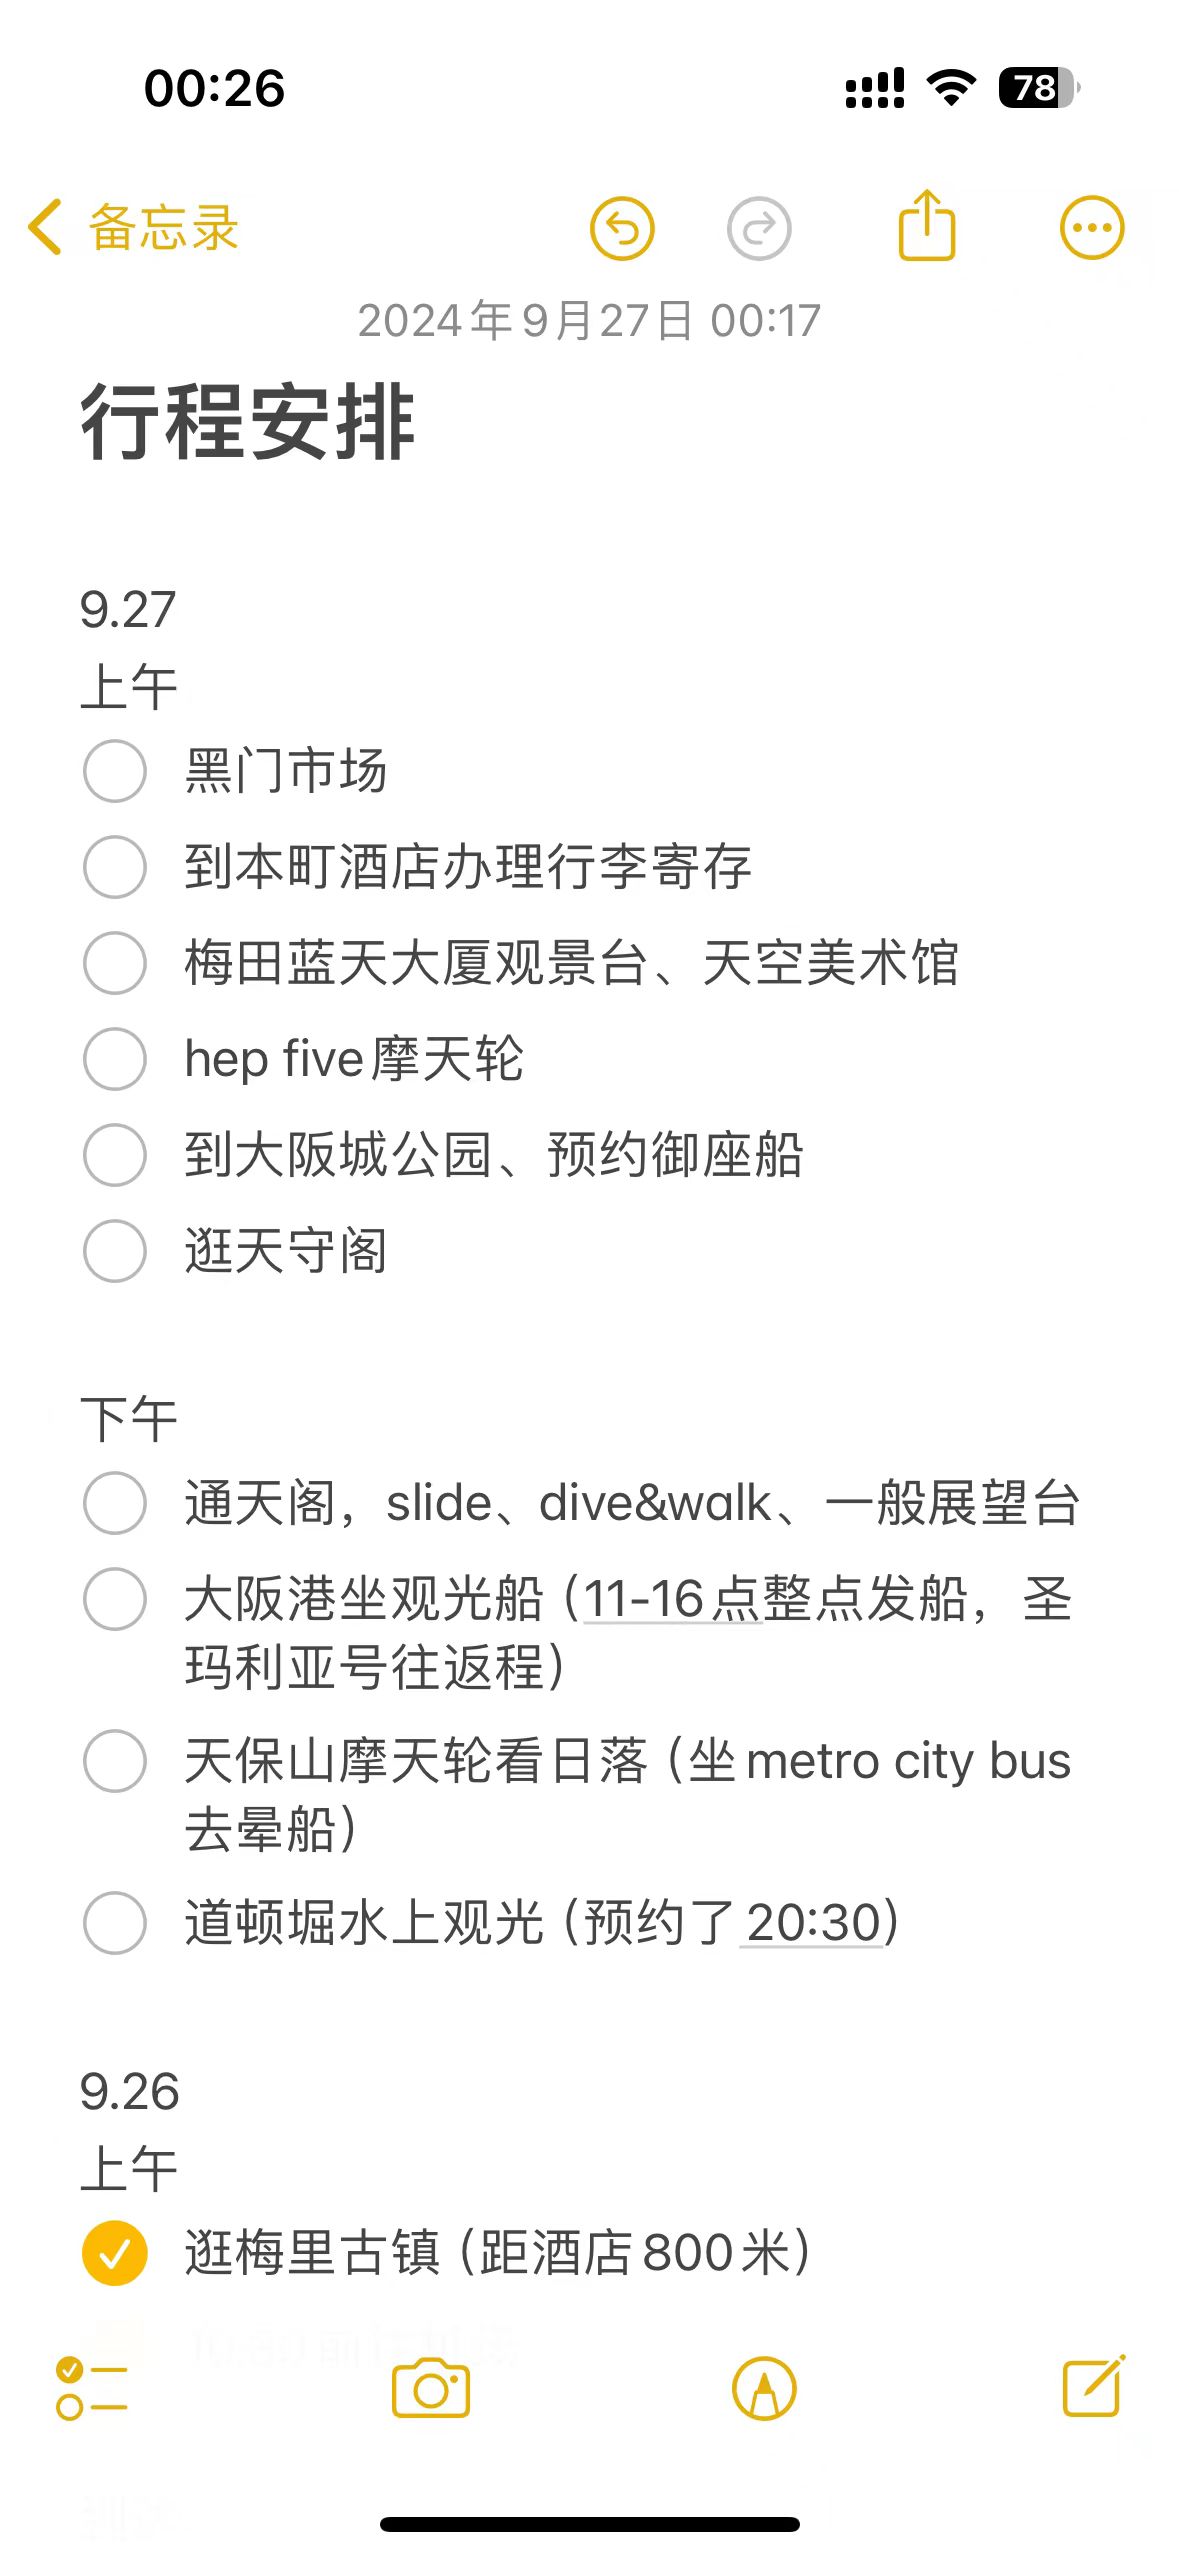 00:26
78
备忘录
2024年9月27日 00:17
行程安排
9.27
上午
黑门市场
到本町酒店办理行李寄存
梅田蓝天大厦观景台、天空美术馆
hep five摩天轮
到大阪城公园、预约御座船
逛天守阁
下午
通天阁，slide、dive&walk、一般展望台
大阪港坐观光船（11-16点整点发船，圣
玛利亚号往返程）
天保山摩天轮看日落（坐metro city bus
去晕船）
道顿堀水上观光（预约了20:30）
9.26
上午
逛梅里古镇（距酒店800米）